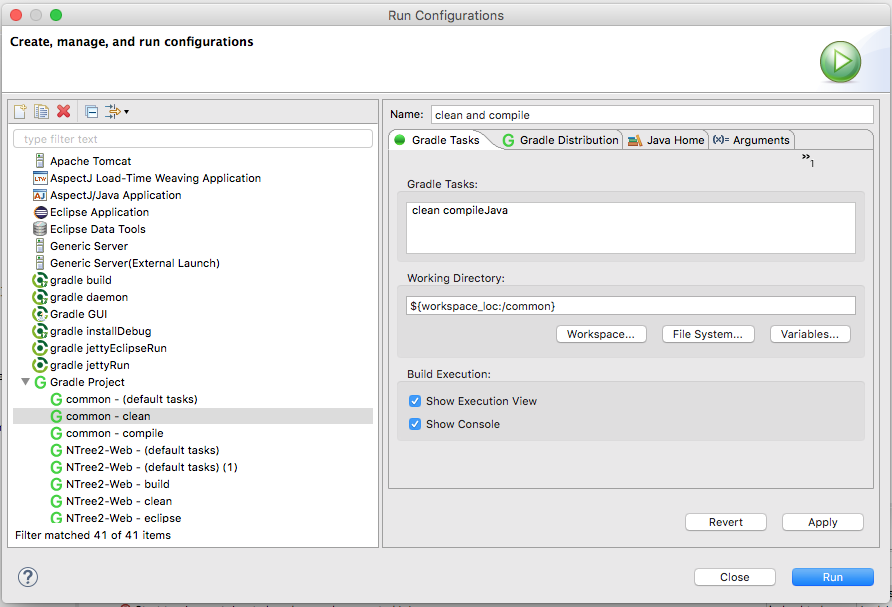 Run Configurations
Create, manage, and run configurations
type filter text
Apache Tomcat
AspectJ Load-Time Weaving Application
AspectJ/Java Application
Eclipse Application
Eclipse Data Tools
Generic Server
Generic Server(External Launch)
gradle build
gradle daemon
Gradle GUI
gradle installDebug
gradle jettyEclipseRun
gradle jettyRun
Gradle Project
common - (default tasks)
common - clean
common - compile
NTree2-Web - (default tasks)
NTree2-Web - (default tasks) (1)
NTree2-Web - build
NTree2-Web - clean
NTree2-Web - eclipse
Filter matched 41 of 41 items
Name: clean and compile
Gradle Tasks Gradle Distribution Java Home (x)= Arguments
»1
Gradle Tasks:
clean compileJava
Working Directory:
${workspace_loc:/common}
Workspace... File System... Variables...
Build Execution:
Show Execution View
Show Console
Revert Apply
? Close Run